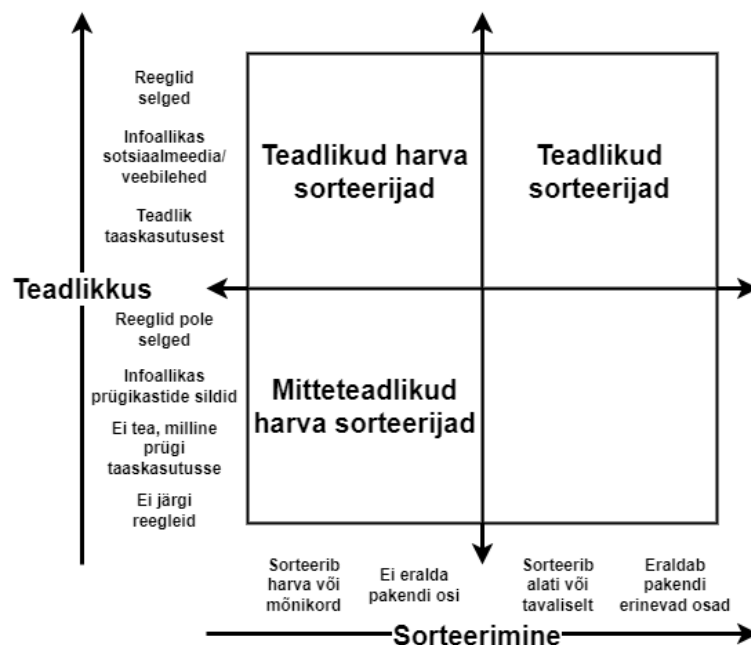 Reeglid
selged
Infoallikas
sotsiaalmeedia/
veebilehed
Teadlik
taaskasutusest
Teadlikud harva
sorteerijad
Teadlikud
sorteerijad
Teadlikkus
Reeglid pole
selged
Infoallikas
prügikastide sildid
Ei tea, milline
prügi
taaskasutusse
Ei järgi
reegleid
Mitteteadlikud
harva sorteerijad
Sorteerib
harva või
mõnikord
Ei eralda
pakendi osi
Sorteerib
alati või
tavaliselt
Eraldab
pakendi
erinevad osad
Sorteerimine